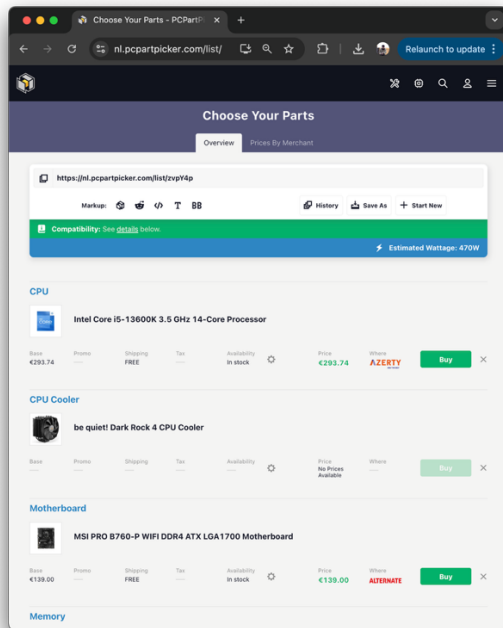 Choose Your Parts - PCPartP
nl.pcpartpicker.com/list/
Relaunch to update
Choose Your Parts
Overview Prices By Merchant
https://nl.pcpartpicker.com/list/zvpY4p
Markup: </> T BB History Save As + Start New
Compatibility: See details below.
Estimated Wattage: 470W
CPU
Intel Core i5-13600K 3.5 GHz 14-Core Processor
Base Promo Shipping Tax Availability Price Where
€293.74 FREE In stock €293.74 AZERTY Buy
CPU Cooler
be quiet! Dark Rock 4 CPU Cooler
Base Promo Shipping Tax Availability Price Where
No Prices Available Buy
Motherboard
MSI PRO B760-P WIFI DDR4 ATX LGA1700 Motherboard
Base Promo Shipping Tax Availability Price Where
€139.00 FREE In stock €139.00 ALTERNATE Buy
Memory